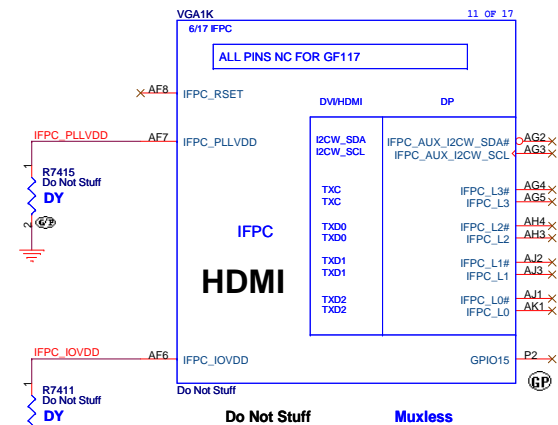 VGA1K 11 OF 17
6/17 IFPC
ALL PINS NC FOR GF117
AF8 IFPC_RSET
DVI/HDMI DP
IFPC_PLLVDD AF7 IFPC_PLLVDD
I2CW_SDA IFPC_AUX_I2CW_SDA# AG2
I2CW_SCL IFPC_AUX_I2CW_SCL AG3
1
R7415
Do Not Stuff
DY
2 G/P
TXC IFPC_L3# AG4
TXC IFPC_L3 AG5
IFPC
TXD0 IFPC_L2# AH4
TXD0 IFPC_L2 AH3
TXD1 IFPC_L1# AJ2
TXD1 IFPC_L1 AJ3
HDMI
TXD2 IFPC_L0# AJ1
TXD2 IFPC_L0 AK1
IFPC_IOVDD AF6 IFPC_IOVDD GPIO15 P2
GP
1
R7411
Do Not Stuff
DY
Do Not Stuff
Do Not Stuff Muxless